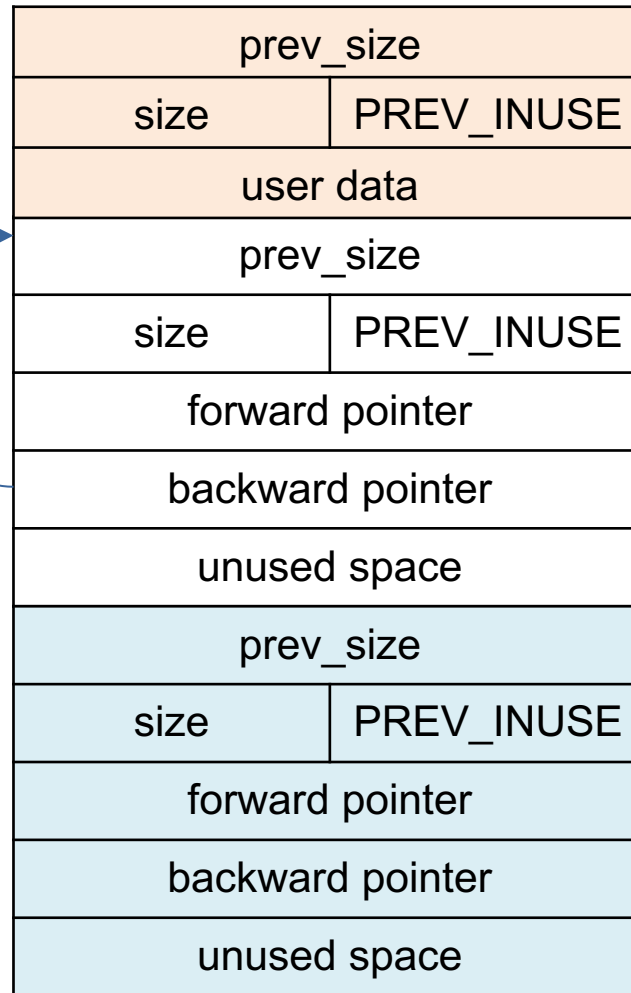 prev_size
size PREV_INUSE
user data
prev_size
size PREV_INUSE
forward pointer
backward pointer
unused space
prev_size
size PREV_INUSE
forward pointer
backward pointer
unused space